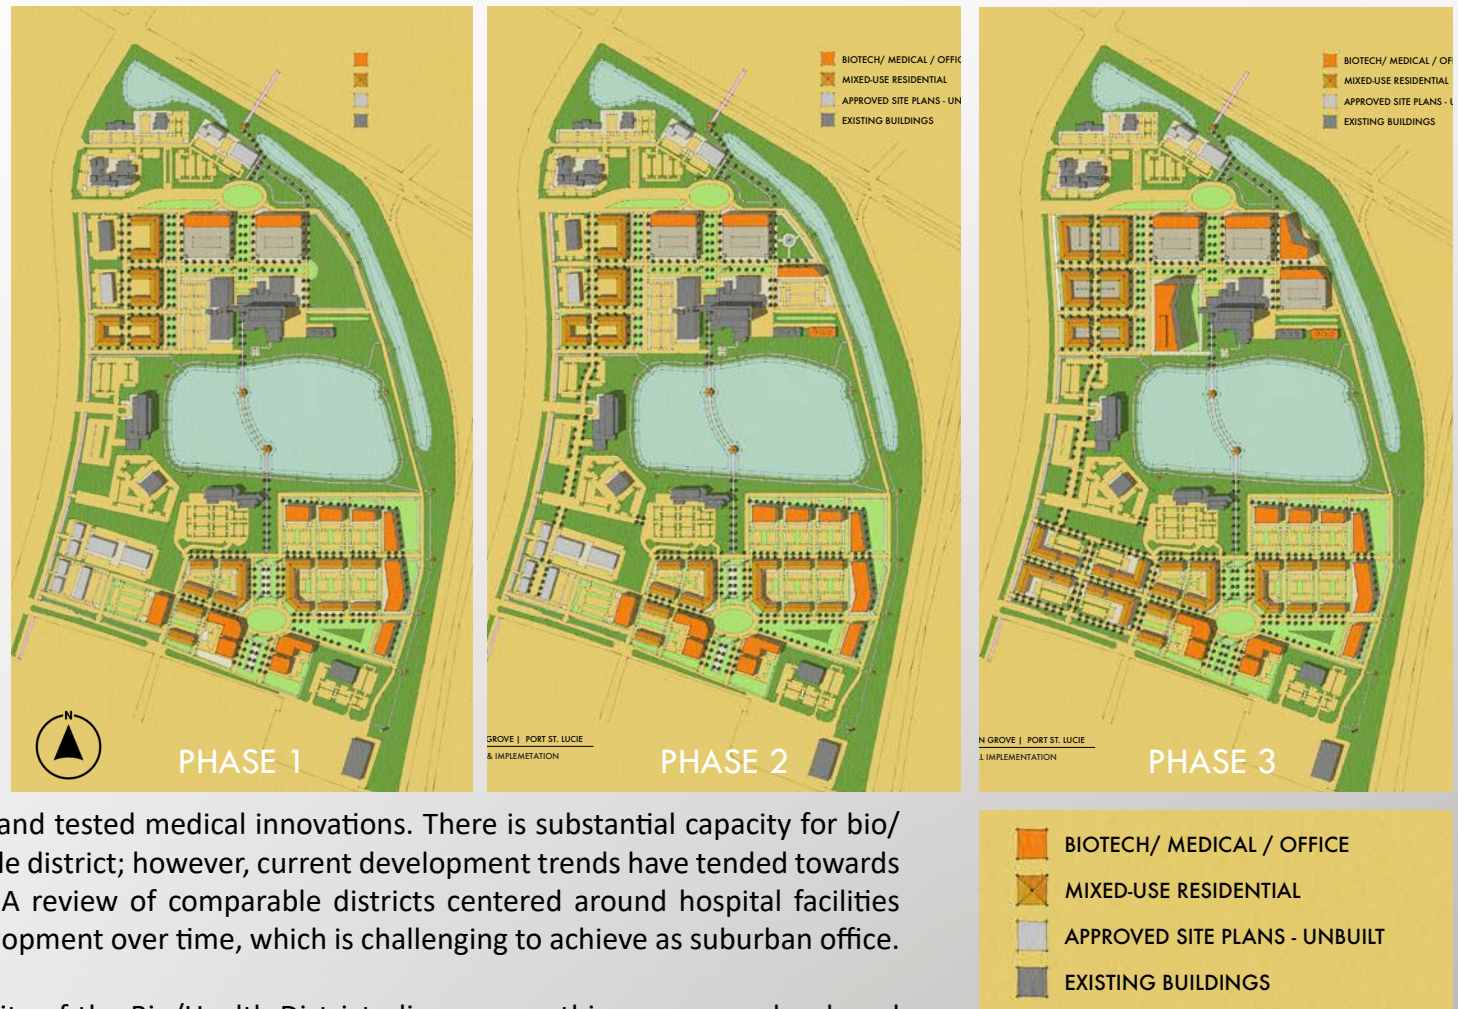 BIOTECH/ MEDICAL / OFFIC
MIXED-USE RESIDENTIAL
APPROVED SITE PLANS - UN
EXISTING BUILDINGS
BIOTECH/ MEDICAL / OFF
MIXED-USE RESIDENTIAL
APPROVED SITE PLANS - U
EXISTING BUILDINGS
N
PHASE 1
GROVE | PORT ST. LUCIE
& IMPLEMETATION
PHASE 2
N GROVE | PORT ST. LUCIE
L IMPLEMENTATION
PHASE 3
and tested medical innovations. There is substantial capacity for bio/
le district; however, current development trends have tended towards
A review of comparable districts centered around hospital facilities
opment over time, which is challenging to achieve as suburban office.
BIOTECH/ MEDICAL / OFFICE
MIXED-USE RESIDENTIAL
APPROVED SITE PLANS - UNBUILT
EXISTING BUILDINGS